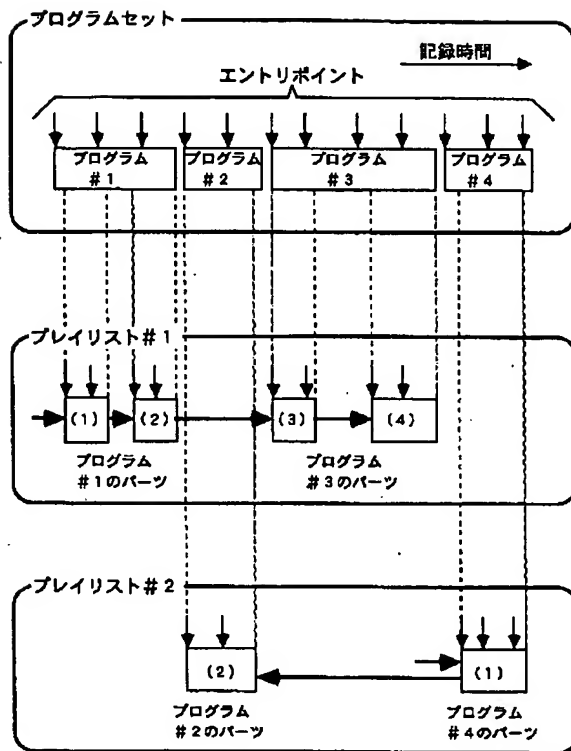 プログラムセット
記録時間
エントリポイント
プログラム
#1
プログラム
#2
プログラム
#3
プログラム
#4
プレイリスト#1
(1)
(2)
(3)
(4)
プログラム
#1のパーツ
プログラム
#3のパーツ
プレイリスト#2
(2)
(1)
プログラム
#2のパーツ
プログラム
#4のパーツ